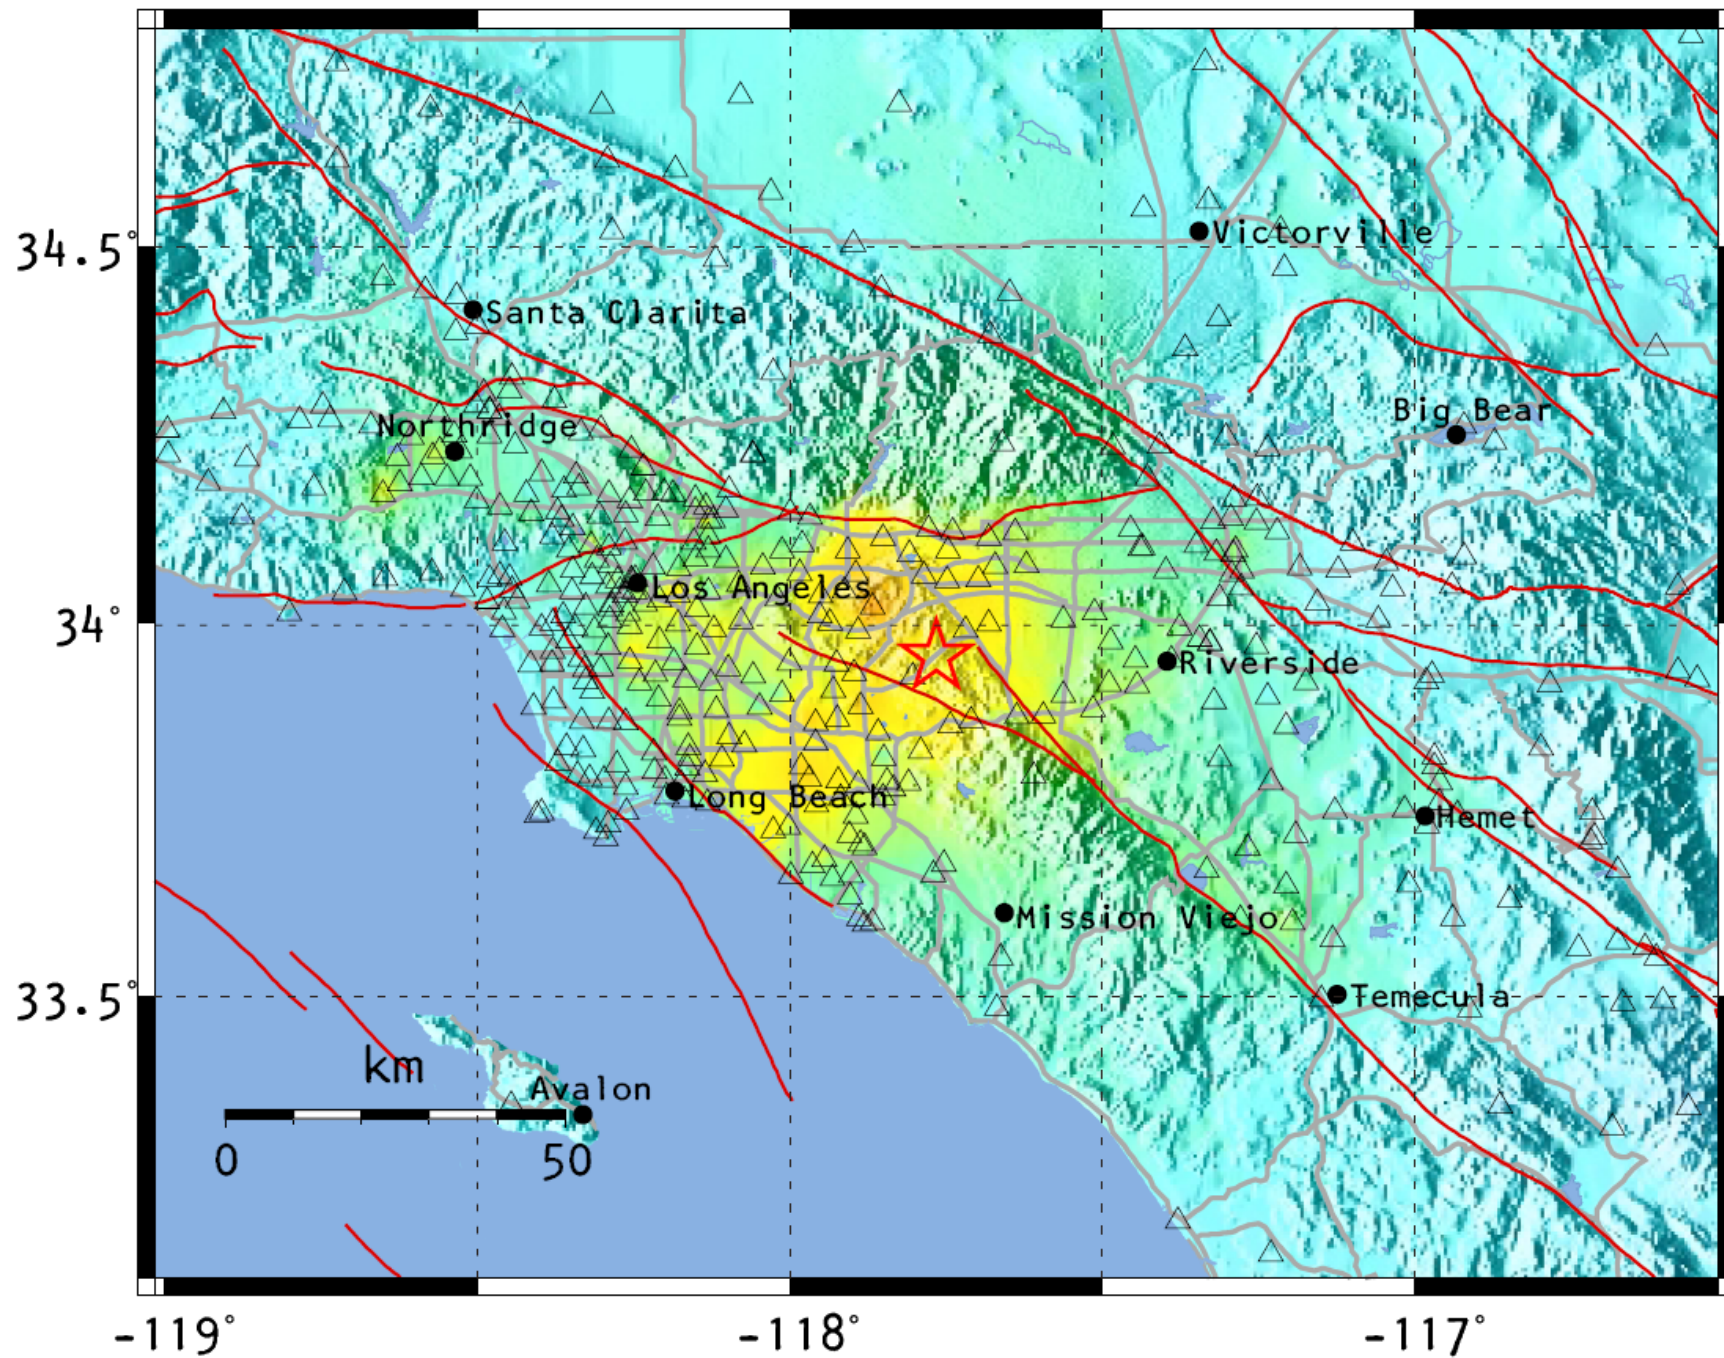 Victorville
34.5°
Santa Clarita
Big Bear
Northridge
Los Angeles
34°
Riverside
Long Beach
Hemet
Mission Viejo
33.5°
Temecula
km
Avalon
0 50
-119° -118° -117°